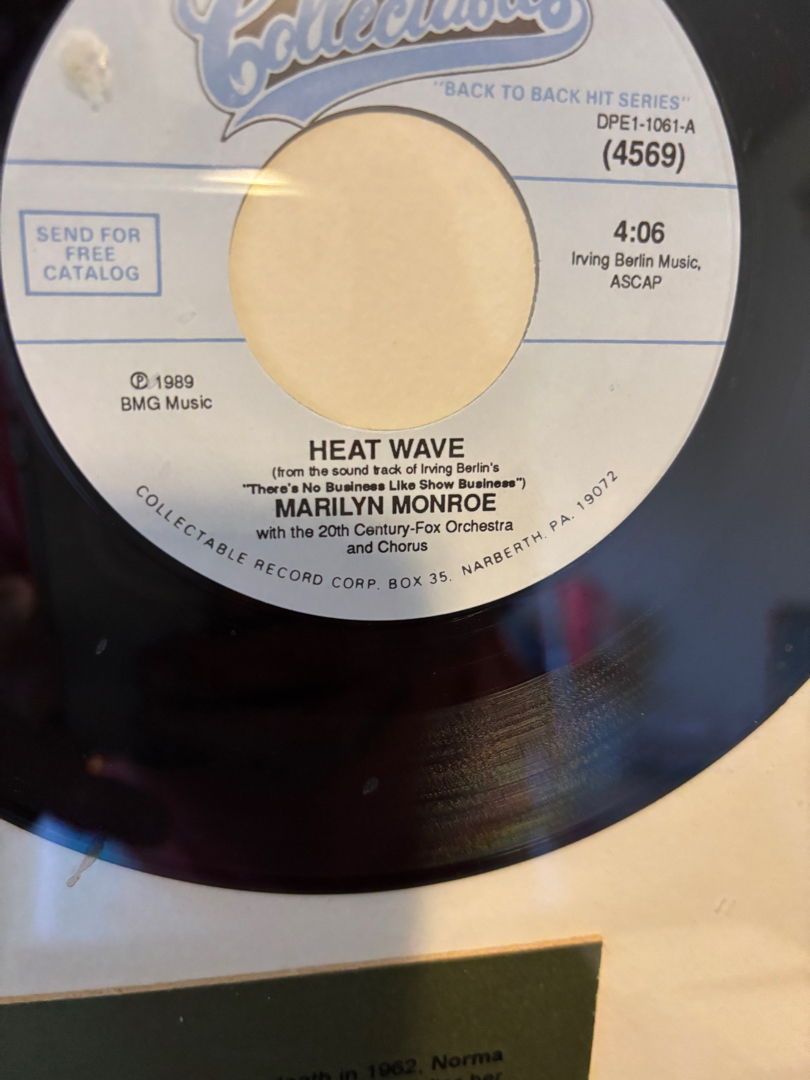 Collectables
"BACK TO BACK HIT SERIES"
DPE1-1061-A
(4569)
SEND FOR
FREE
CATALOG
4:06
Irving Berlin Music,
ASCAP
℗ 1989
BMG Music
HEAT WAVE
(from the sound track of Irving Berlin's
"There's No Business Like Show Business")
MARILYN MONROE
with the 20th Century-Fox Orchestra
and Chorus
COLLECTABLE RECORD CORP. BOX 35. NARBERTH. PA. 19072
in 1962, Norma
her